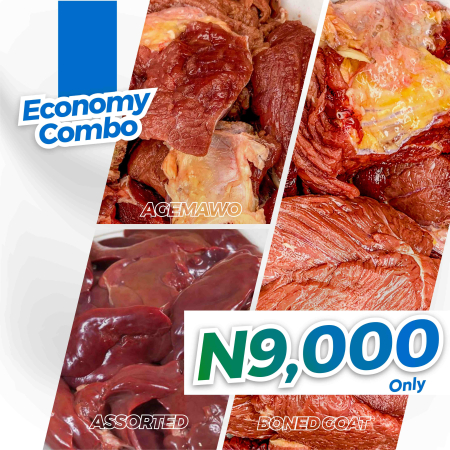 Economy
Combo
AGEMAWO
N9,000
Only
ASSORTED
BONED GOAT